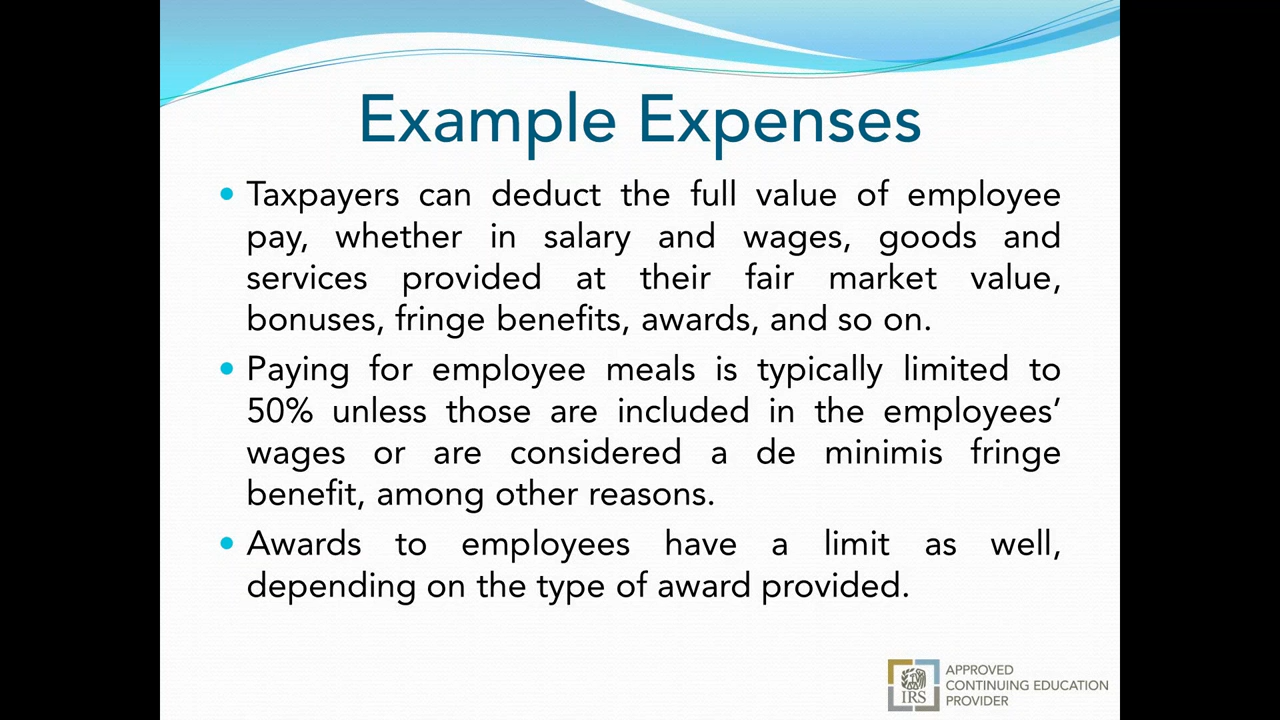 Example Expenses
• Taxpayers can deduct the full value of employee
pay, whether in salary and wages, goods and
services provided at their fair market value,
bonuses, fringe benefits, awards, and so on.
• Paying for employee meals is typically limited to
50% unless those are included in the employees’
wages or are considered a de minimis fringe
benefit, among other reasons.
• Awards to employees have a limit as well,
depending on the type of award provided.
IRS
APPROVED
CONTINUING EDUCATION
PROVIDER